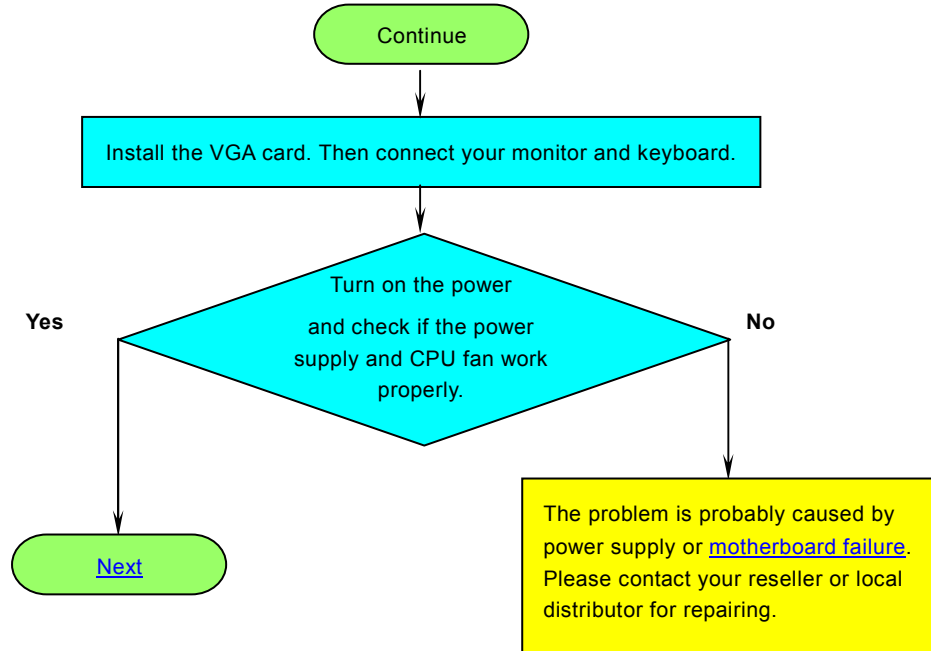 Continue
Install the VGA card. Then connect your monitor and keyboard.
Turn on the power
and check if the power
supply and CPU fan work
properly.
Yes
No
Next
The problem is probably caused by
power supply or motherboard failure.
Please contact your reseller or local
distributor for repairing.